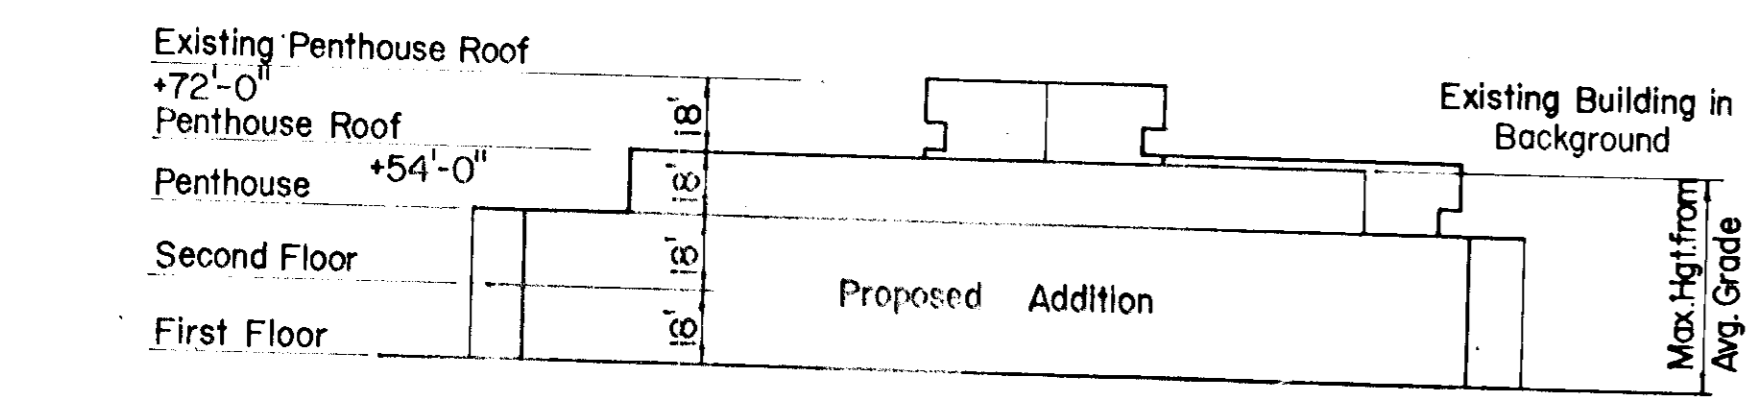 Existing Penthouse Roof
+72'-0"
Penthouse Roof
+54'-0"
Penthouse
Second Floor
First Floor
18'
18'
18'
18'
Proposed Addition
Existing Building in
Background
Max.Hgt.from
Avg. Grade